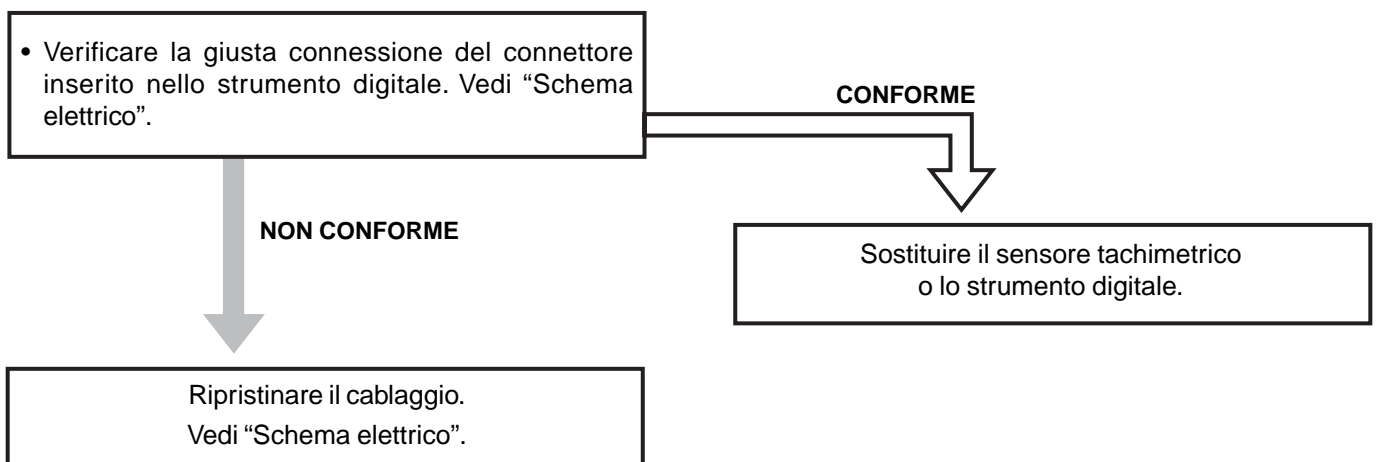 • Verificare la giusta connessione del connettore
inserito nello strumento digitale. Vedi “Schema
elettrico”.
CONFORME
NON CONFORME
Sostituire il sensore tachimetrico
o lo strumento digitale.
Ripristinare il cablaggio.
Vedi “Schema elettrico”.